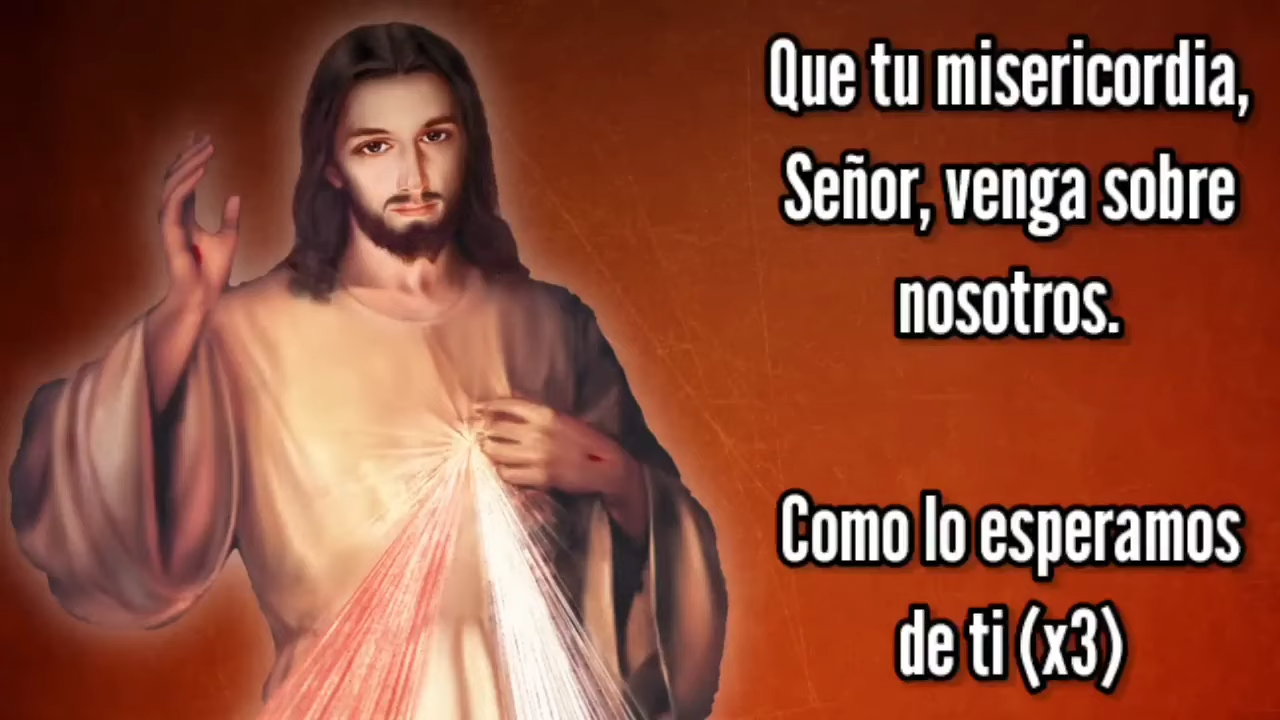 Que tu misericordia,
Señor, venga sobre
nosotros.
Como lo esperamos
de ti (x3)